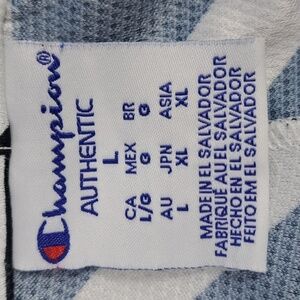 Champion®
AUTHENTIC
L
CA MEX BR
L/G G G
AU JPN ASIA
L XL XL
MADE IN EL SALVADOR
FABRIQUÉ AU EL SALVADOR
HECHO EN EL SALVADOR
FEITO EM EL SALVADOR